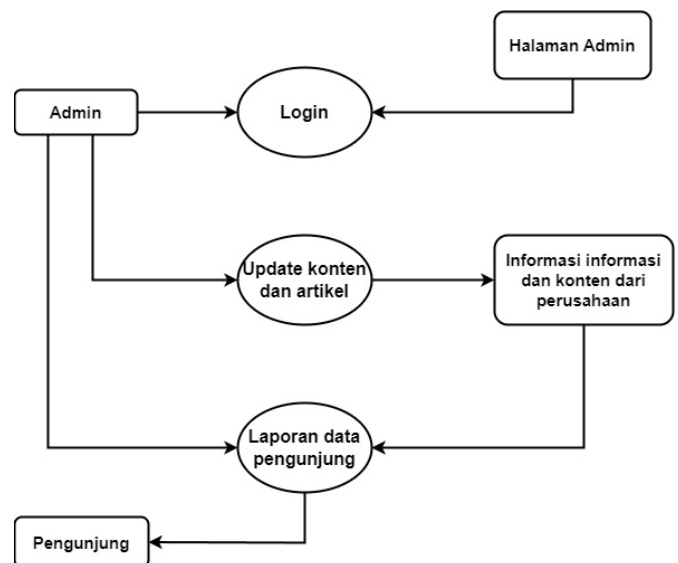 Halaman Admin
Admin
Login
Update konten
dan artikel
Informasi informasi
dan konten dari
perusahaan
Laporan data
pengunjung
Pengunjung